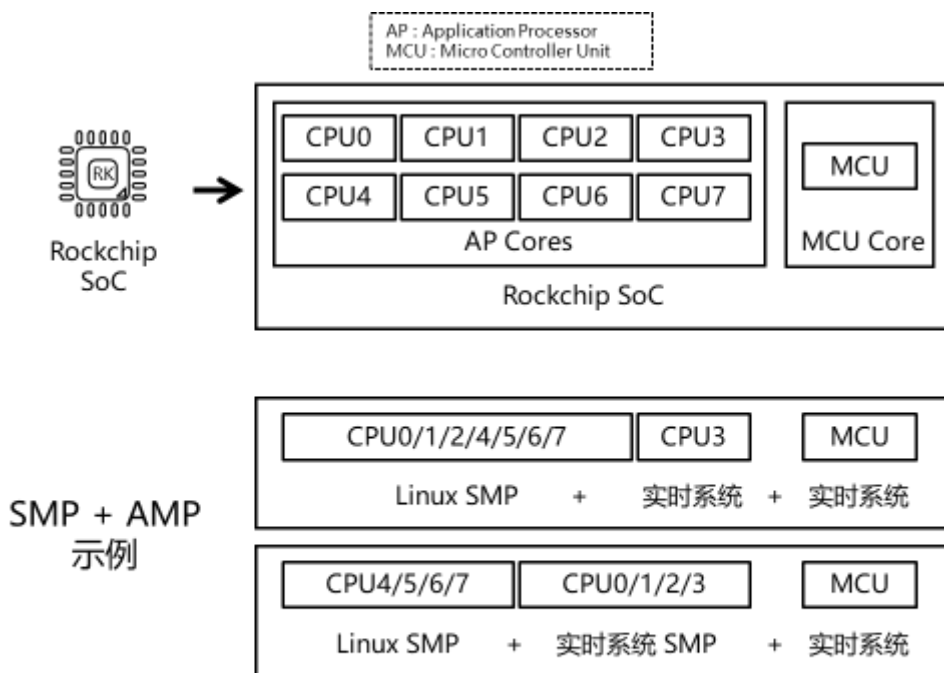 AP : Application Processor
MCU : Micro Controller Unit
RK
Rockchip
SoC
CPU0 CPU1 CPU2 CPU3
CPU4 CPU5 CPU6 CPU7
AP Cores
MCU
MCU Core
Rockchip SoC
SMP + AMP
示例
CPU0/1/2/4/5/6/7 CPU3 MCU
Linux SMP + 实时系统 + 实时系统
CPU4/5/6/7 CPU0/1/2/3 MCU
Linux SMP + 实时系统 SMP + 实时系统